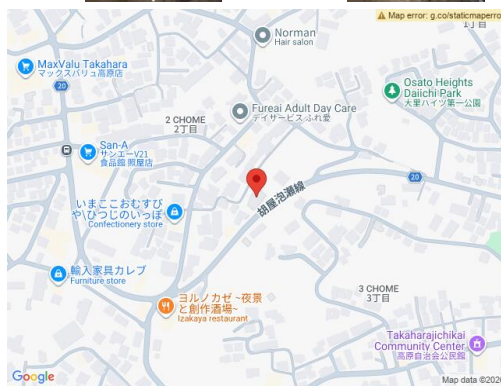 Map error: g.co/staticmaperro
1丁目
Norman
Hair salon
MaxValu Takahara
マックスバリュ高原店
20
Osato Heights
Daiichi Park
大里ハイツ第一公園
Fureai Adult Day Care
デイサービス ふれ愛
2 CHOME
2丁目
San-A
サンエーV21
食品館 照屋店
20
胡屋泡瀬線
いまここおむすび
や\ひつじのいっぽ
Confectionery store
輸入家具カレブ
Furniture store
3 CHOME
3丁目
ヨルノカゼ ~夜景
と創作酒場~
Izakaya restaurant
Takaharajichikai
Community Center
高原自治会公民館
Google
Map data ©202